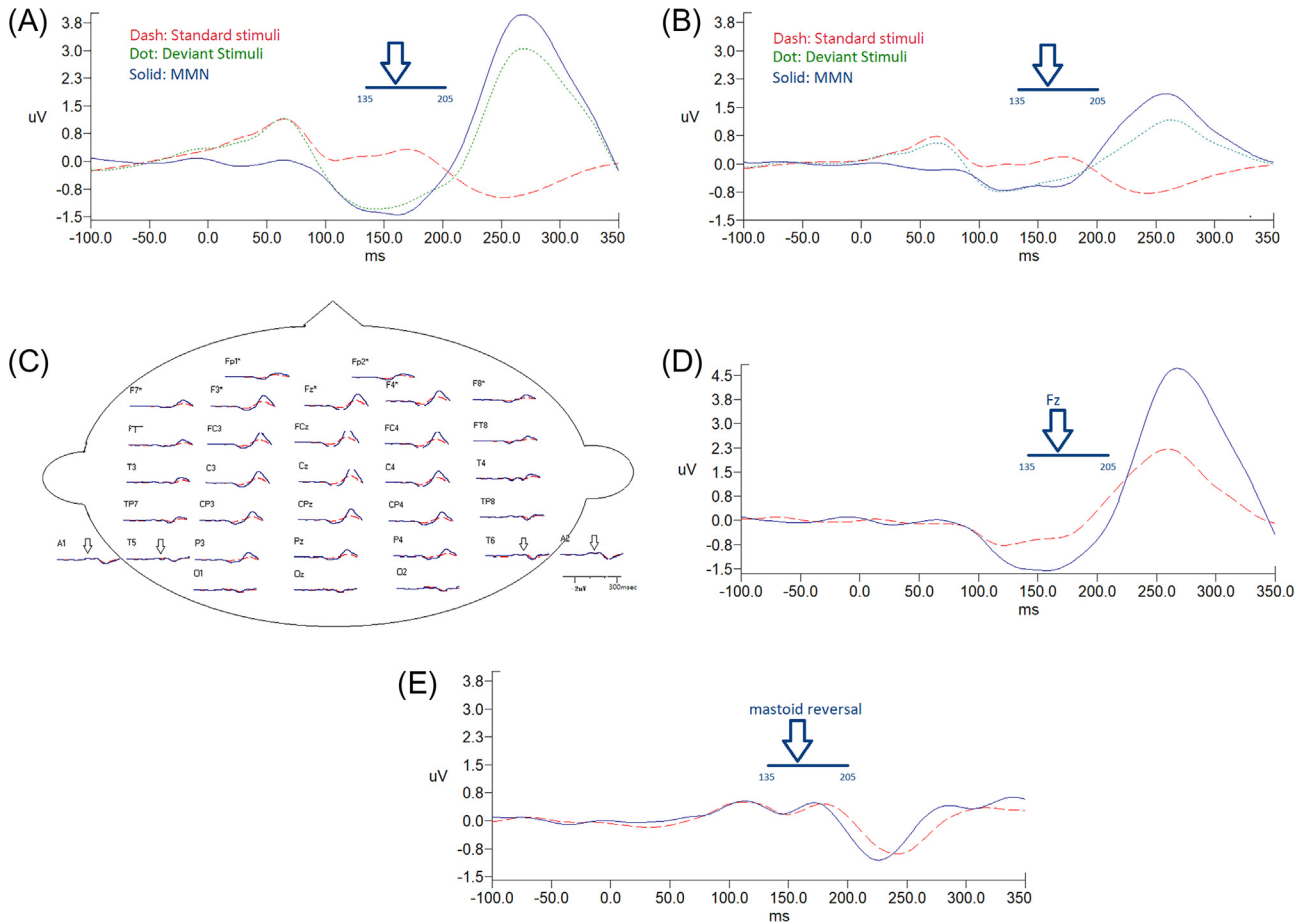 (A)
3.8
3.0
2.3
1.5
0.8
0.0
-0.8
-1.5
uV
Dash: Standard stimuli
Dot: Deviant Stimuli
Solid: MMN
135 205
-100.0 -50.0 0.0 50.0 100.0 150.0 200.0 250.0 300.0 350
ms
(B)
3.8
3.0
2.3
1.5
0.8
0.0
-0.8
-1.5
uV
Dash: Standard stimuli
Dot: Deviant Stimuli
Solid: MMN
135 205
-100.0 -50.0 0.0 50.0 100.0 150.0 200.0 250.0 300.0 350
ms
(C)
Fp1* Fp2*
F7* F3* Fz* F4* F8*
FT FC3 FCz FC4 FT8
T3 C3 Cz C4 T4
TP7 CP3 CPz CP4 TP8
A1 T5 P3 Pz P4 T6 A2
O1 Oz O2
-2uV 300msec
(D)
4.5
3.8
3.0
2.3
1.5
0.8
0.0
-0.8
-1.5
uV
Fz
135 205
-100.0 -50.0 0.0 50.0 100.0 150.0 200.0 250.0 300.0 350
ms
(E)
3.8
3.0
2.3
1.5
0.8
0.0
-0.8
-1.5
uV
mastoid reversal
135 205
-100.0 -50.0 0.0 50.0 100.0 150.0 200.0 250.0 300.0 350
ms